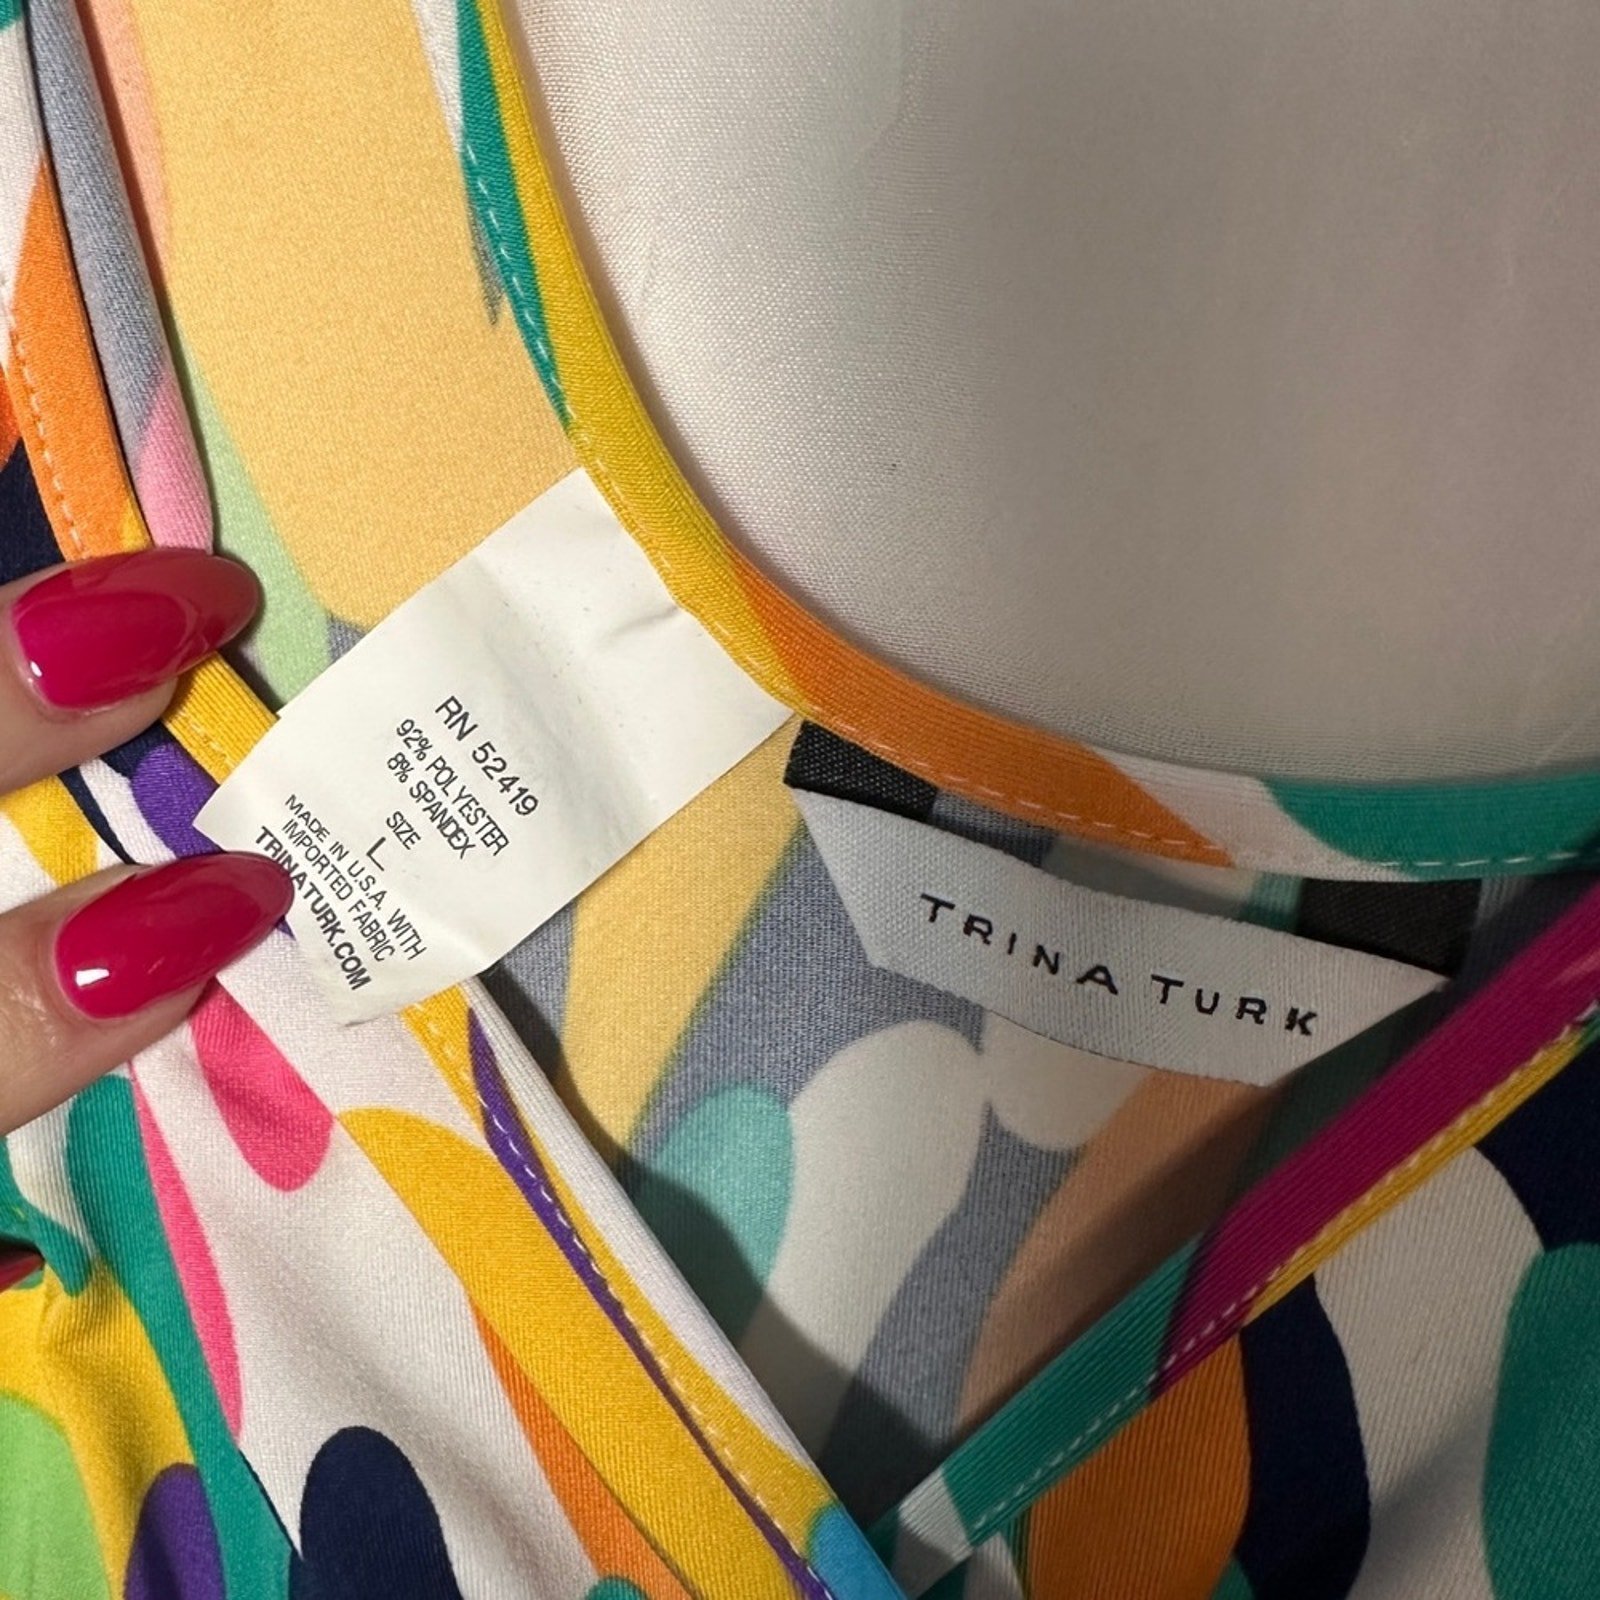 RN 52419
92% POLYESTER
8% SPANDEX
SIZE
L
MADE IN U.S.A. WITH
IMPORTED FABRIC
TRINATURK.COM
TRINA TURK